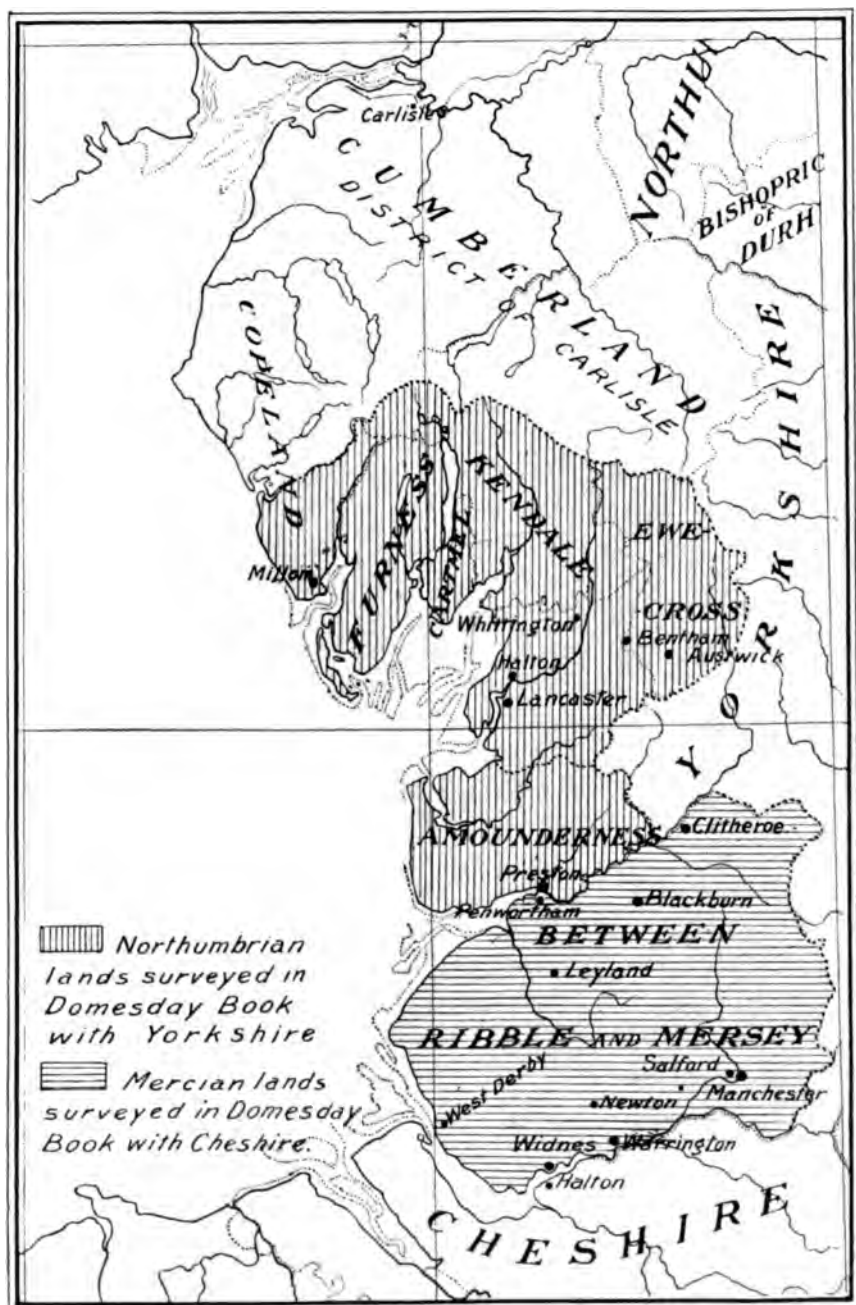 Carlisle
CUMBERLAND
DISTRICT OF CARLISLE
NORTHU
BISHOPRIC
OF
DURH
YORKSHIRE
COPELAND
FURNESS
CARTMEL
KENDALE
EWE-
CROSS
Millom
Whittington
Bentham
Austwick
Halton
Lancaster
AMOUNDERNESS
Clitheroe
Preston
Penwortham
Blackburn
BETWEEN
Leyland
RIBBLE AND MERSEY
Salford
Manchester
West Derby
Newton
Widnes
Warrington
Halton
CHESHIRE
Northumbrian
lands surveyed in
Domesday Book
with Yorkshire
Mercian lands
surveyed in Domesday
Book with Cheshire.